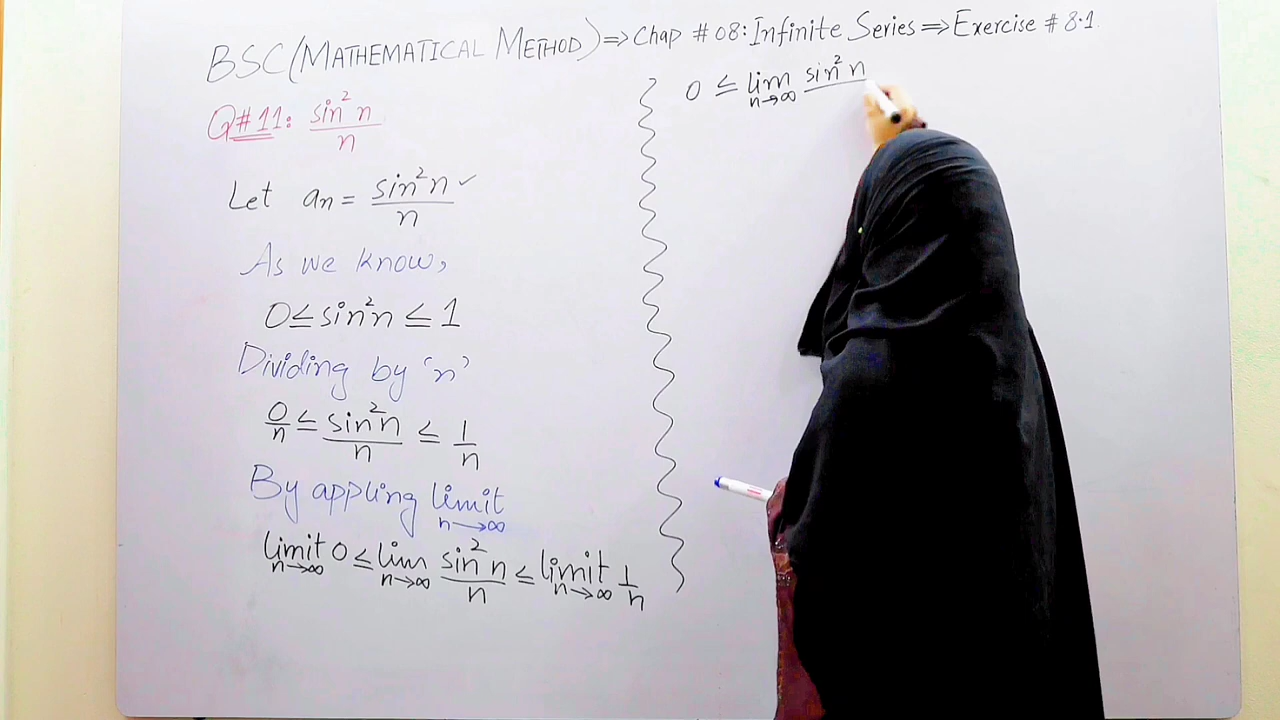 BSC(MATHEMATICAL METHOD)⇒Chap #08:Infinite Series⇒Exercise #8.1.
Q#11: sin²n/n
Let an = sin²n/n ✓
As we know,
0≤sin²n≤1
Dividing by 'n'
0/n ≤ sin²n/n ≤ 1/n
By appling limit n→∞
limit n→∞ 0 ≤ lim n→∞ sin²n/n ≤ limit n→∞ 1/n
0 ≤ lim n→∞ sin²n